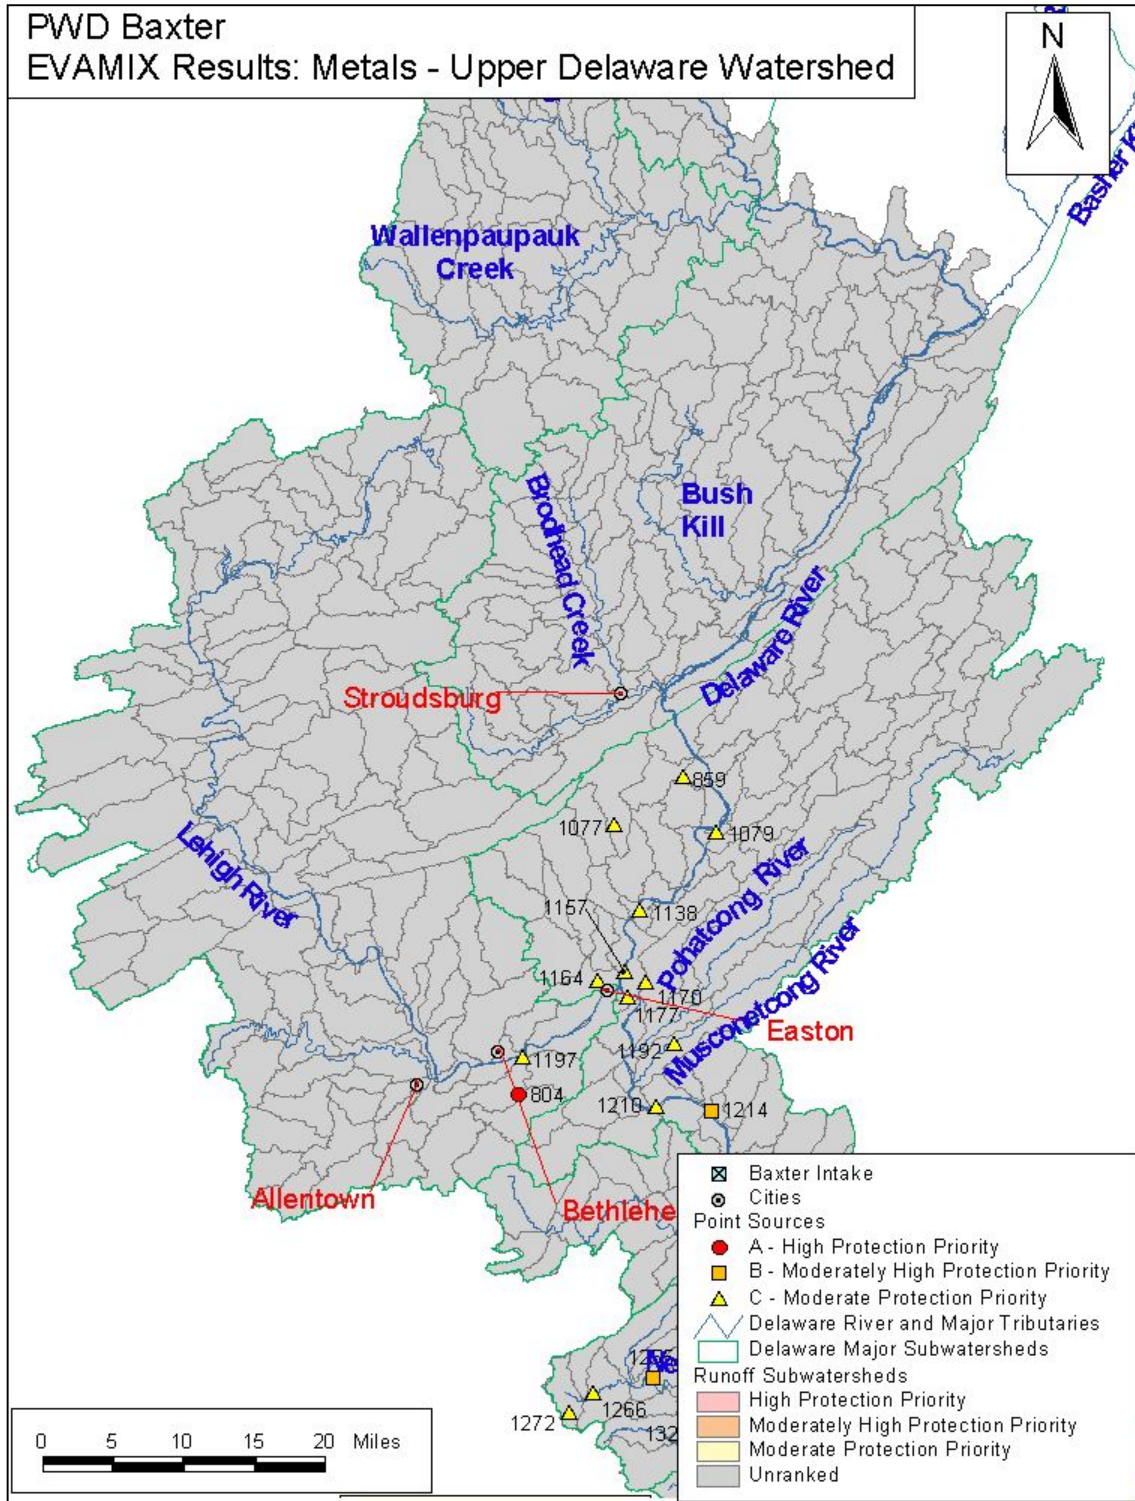 PWD Baxter
EVAMIX Results: Metals - Upper Delaware Watershed
N
Basher
Wallenpaupauk
Creek
Brodhead Creek
Bush
Kill
Delaware River
Stroudsburg
859
1077
1079
Lehigh River
1138
1157
Pohatcong River
1164
1170
1177
Easton
Musconetcong River
1192
1197
804
1210
1214
Allentown
Bethlehe
Baxter Intake
Cities
Point Sources
A - High Protection Priority
B - Moderately High Protection Priority
C - Moderate Protection Priority
Delaware River and Major Tributaries
Delaware Major Subwatersheds
Runoff Subwatersheds
High Protection Priority
Moderately High Protection Priority
Moderate Protection Priority
Unranked
Ne
1266
1272
132
0 5 10 15 20 Miles